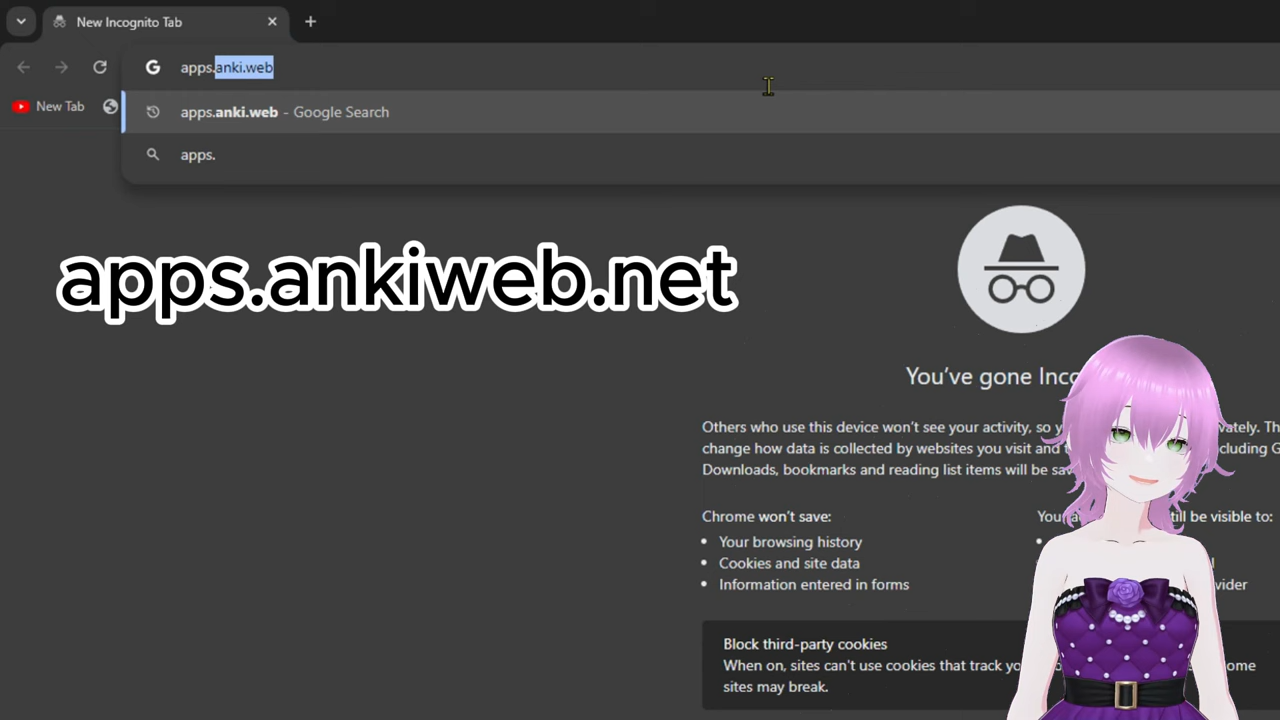 New Incognito Tab
apps.anki.web
New Tab
apps.anki.web - Google Search
apps.
apps.ankiweb.net
You've gone Inco
Others who use this device won't see your activity, so
change how data is collected by websites you visit and
Downloads, bookmarks and reading list items will be
Chrome won't save:
Your browsing history
Cookies and site data
Information entered in forms
be visible to:
Block third-party cookies
When on, sites can't use cookies that track
sites may break.